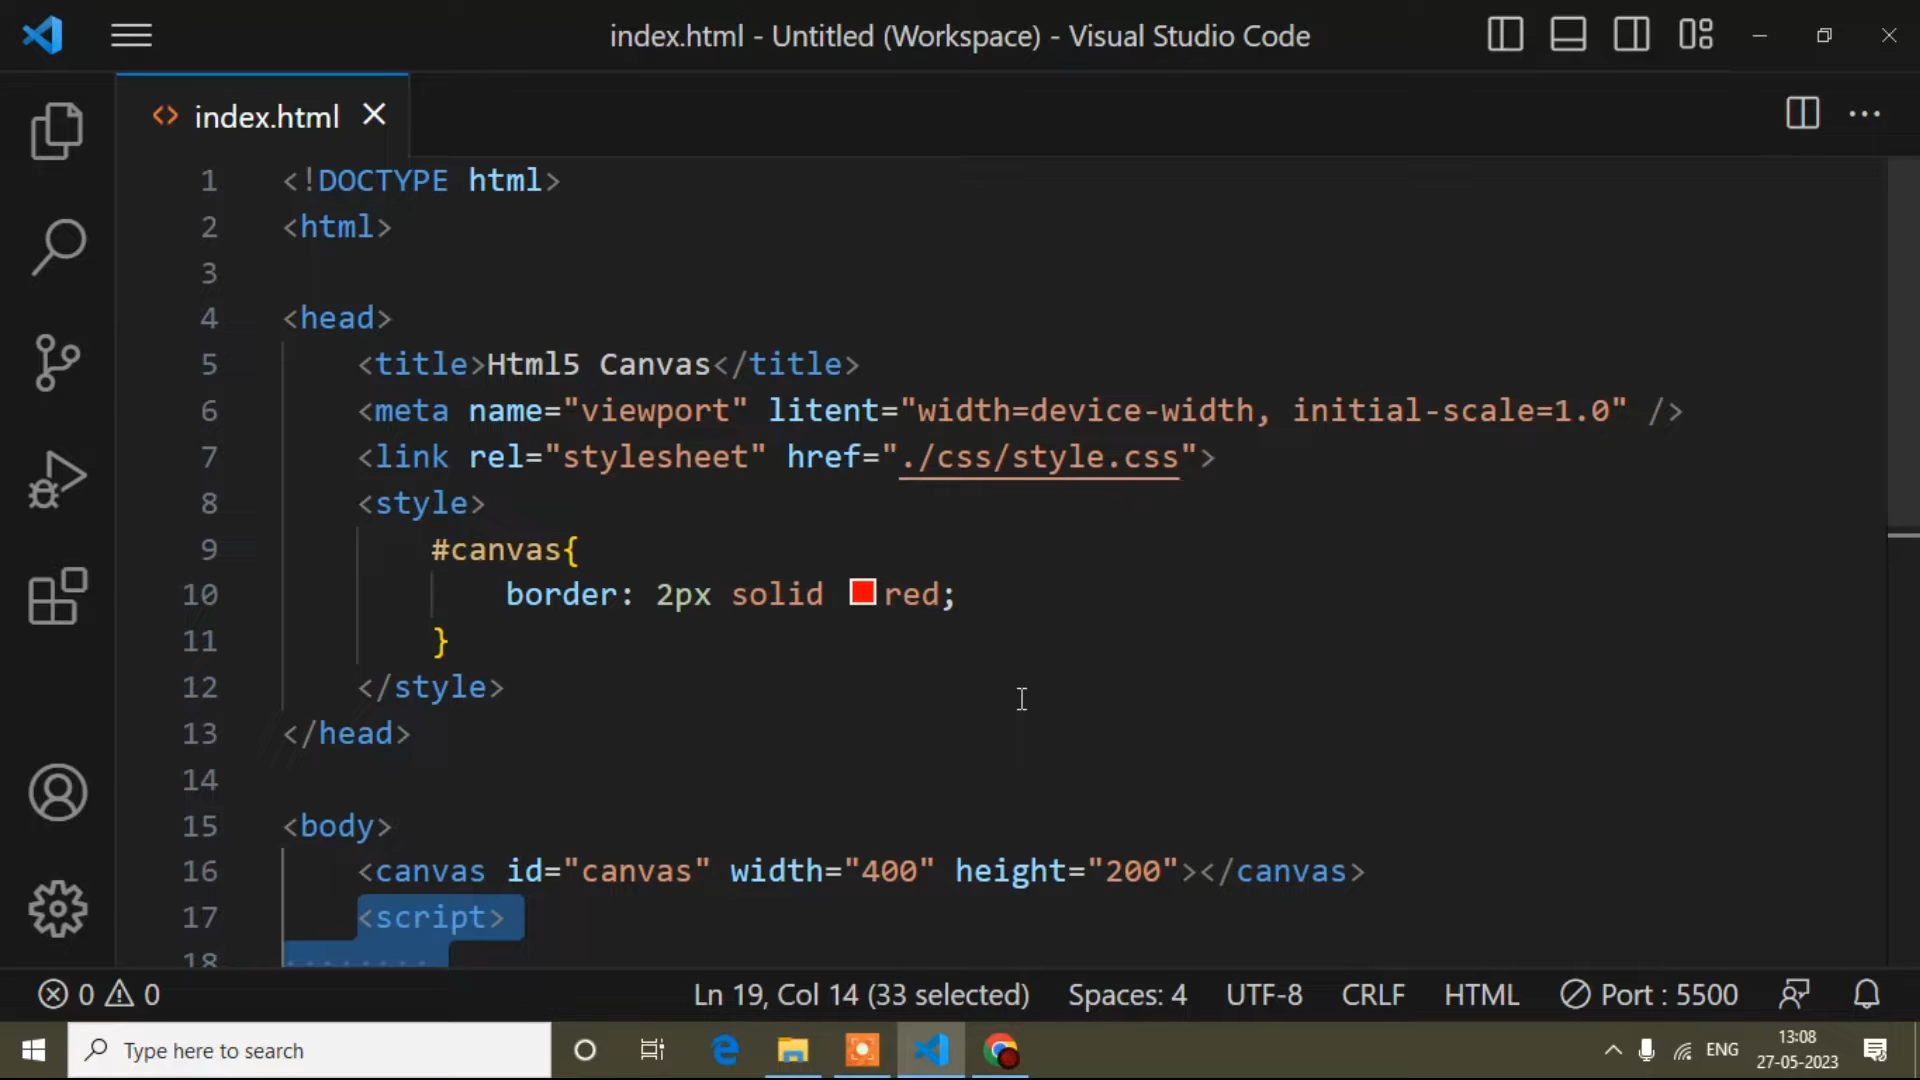 index.html - Untitled (Workspace) - Visual Studio Code
index.html
1 <!DOCTYPE html>
2 <html>
3
4 <head>
5 <title>Html5 Canvas</title>
6 <meta name="viewport" litent="width=device-width, initial-scale=1.0" />
7 <link rel="stylesheet" href="./css/style.css">
8 <style>
9 #canvas{
10 border: 2px solid red;
11 }
12 </style>
13 </head>
14
15 <body>
16 <canvas id="canvas" width="400" height="200"></canvas>
17 <script>
18
0 0 Ln 19, Col 14 (33 selected) Spaces: 4 UTF-8 CRLF HTML Port : 5500
Type here to search ENG 13:08
27-05-2023